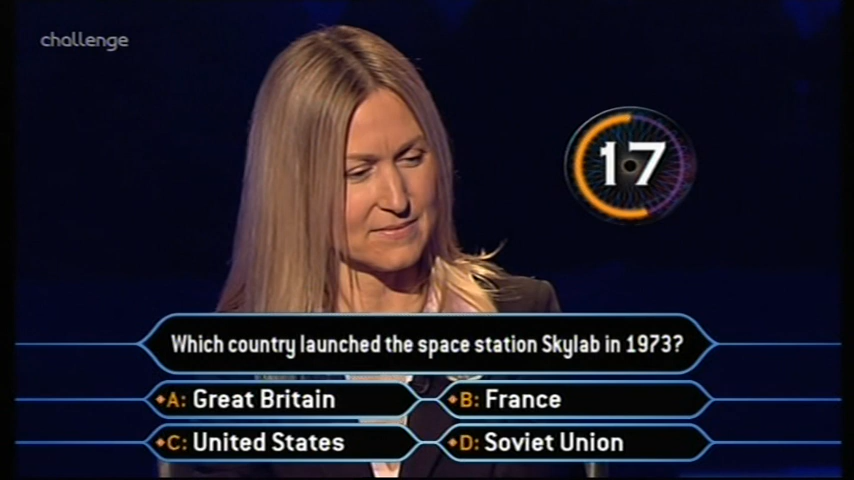 challenge
17
Which country launched the space station Skylab in 1973?
A: Great Britain
B: France
C: United States
D: Soviet Union